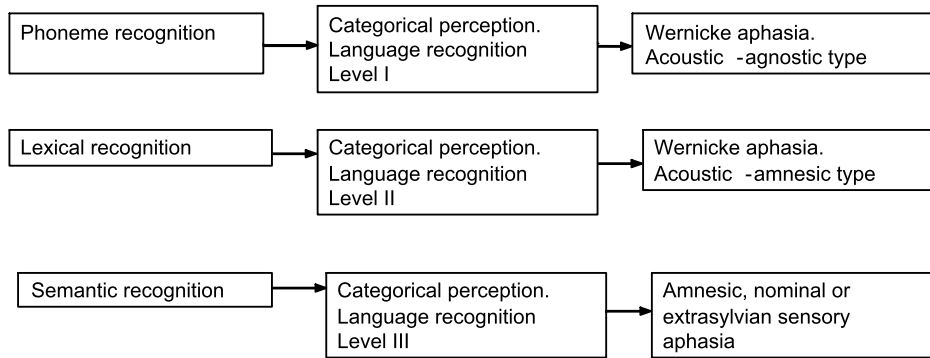 Phoneme recognition
Categorical perception.
Language recognition
Level I
Wernicke aphasia.
Acoustic -agnostic type
Lexical recognition
Categorical perception.
Language recognition
Level II
Wernicke aphasia.
Acoustic -amnesic type
Semantic recognition
Categorical perception.
Language recognition
Level III
Amnesic, nominal or
extrasylvian sensory
aphasia